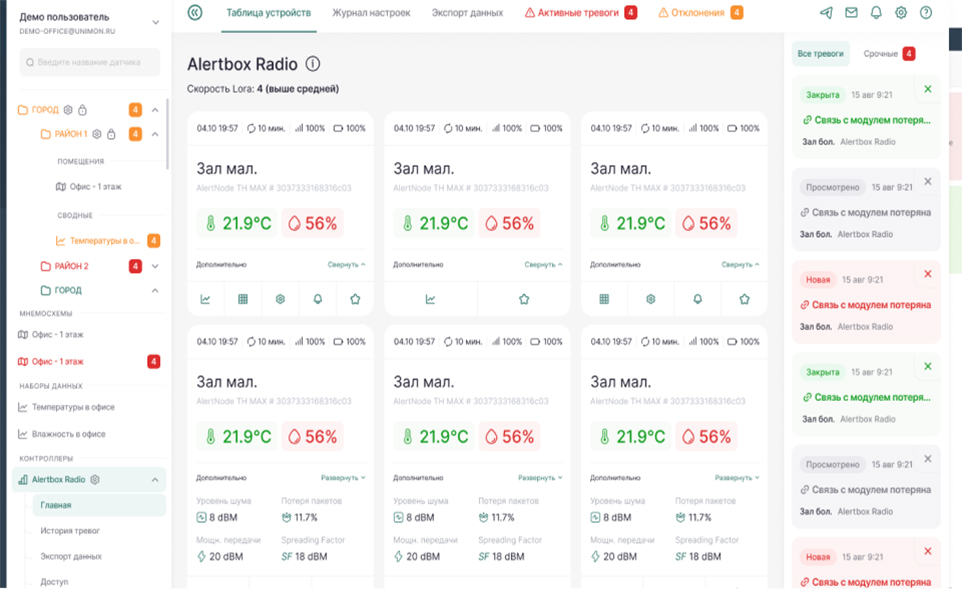 Демо пользователь
DEMO-OFFICE@UNIMON.RU
Введите название датчика
ГОРОД 4
РАЙОН 1 4
ПОМЕЩЕНИЯ
Офис - 1 этаж
СВОДНЫЕ
Температуры в о... 4
РАЙОН 2 4
ГОРОД
МНЕМОСХЕМЫ
Офис - 1 этаж
Офис - 1 этаж 4
НАБОРЫ ДАННЫХ
Температуры в офисе
Влажность в офисе
КОНТРОЛЛЕРЫ
Alertbox Radio
Главная
История тревог
Экспорт данных
Доступ
Таблица устройств Журнал настроек Экспорт данных Активные тревоги 4 Отклонения 4
Alertbox Radio
Скорость Lora: 4 (выше средней)
04.10 19:57 10 мин. 100% 100%
Зал мал.
AlertNode TH MAX # 3037333168316c03
21.9°C 56%
Дополнительно Свернуть
04.10 19:57 10 мин. 100% 100%
Зал мал.
AlertNode TH MAX # 3037333168316c03
21.9°C 56%
Дополнительно Свернуть
04.10 19:57 10 мин. 100% 100%
Зал мал.
AlertNode TH MAX # 3037333168316c03
21.9°C 56%
Дополнительно Свернуть
04.10 19:57 10 мин. 100% 100%
Зал мал.
AlertNode TH MAX # 3037333168316c03
21.9°C 56%
Дополнительно Развернуть
Уровень шума Потеря пакетов
8 dBM 11.7%
Мощн. передачи Spreading Factor
20 dBM SF 18 dBM
04.10 19:57 10 мин. 100% 100%
Зал мал.
AlertNode TH MAX # 3037333168316c03
21.9°C 56%
Дополнительно Развернуть
Уровень шума Потеря пакетов
8 dBM 11.7%
Мощн. передачи Spreading Factor
20 dBM SF 18 dBM
04.10 19:57 10 мин. 100% 100%
Зал мал.
AlertNode TH MAX # 3037333168316c03
21.9°C 56%
Дополнительно Развернуть
Уровень шума Потеря пакетов
8 dBM 11.7%
Мощн. передачи Spreading Factor
20 dBM SF 18 dBM
Все тревоги Срочные 4
Закрыта 15 авг 9:21
Связь с модулем потеря...
Зал бол. Alertbox Radio
Просмотрено 15 авг 9:21
Связь с модулем потеряна
Зал бол. Alertbox Radio
Новая 15 авг 9:21
Связь с модулем потеряна
Зал бол. Alertbox Radio
Закрыта 15 авг 9:21
Связь с модулем потеря...
Зал бол. Alertbox Radio
Просмотрено 15 авг 9:21
Связь с модулем потеряна
Зал бол. Alertbox Radio
Новая 15 авг 9:21
Связь с модулем потеряна